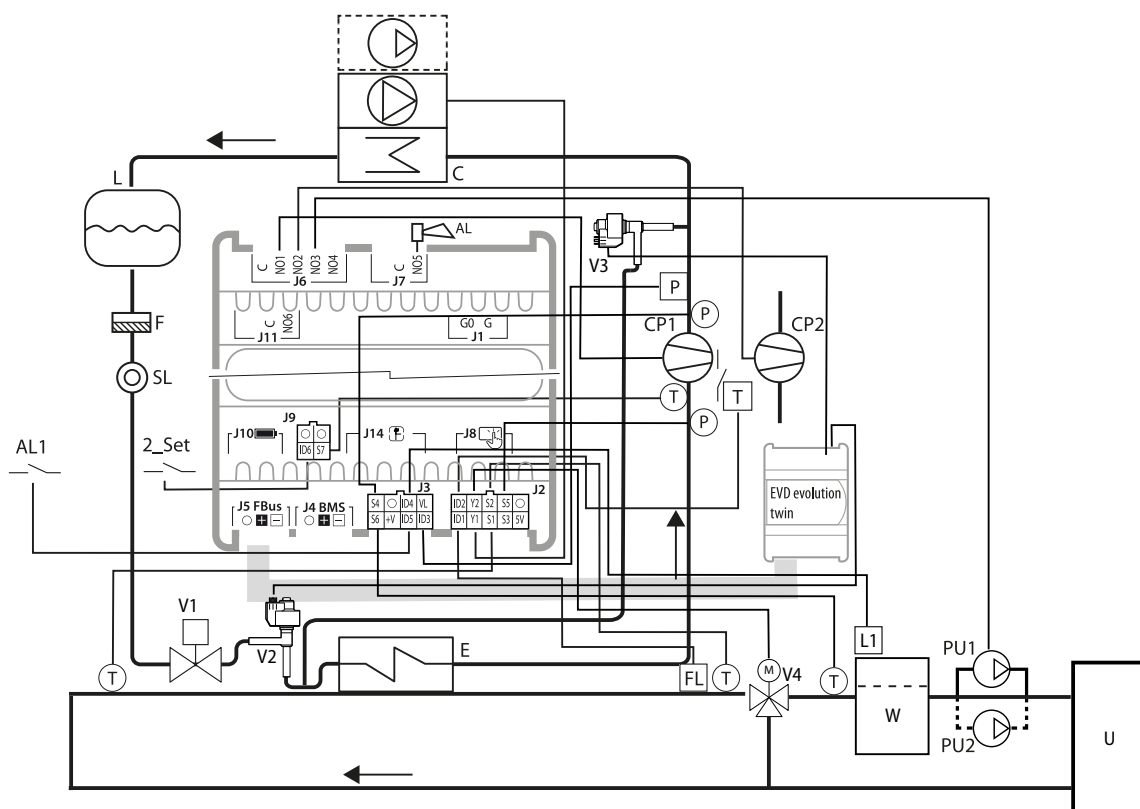 C
L
AL
C
NO1
NO2
NO3
NO4
J6
C
NO5
J7
V3
P
P
F
C
NO6
J11
G0 G
J1
CP1
CP2
SL
T
T
P
J9
ID6 S7
J10
J14
J8
AL1
2_Set
J3
S4 ID4 VL
S6 +V ID5 ID3
J2
ID2 Y2 S2 S5
ID1 Y1 S1 S3 5V
J5 FBus
J4 BMS
EVD evolution
twin
V1
V2
E
L1
PU1
T
FL
T
M
V4
T
W
PU2
U